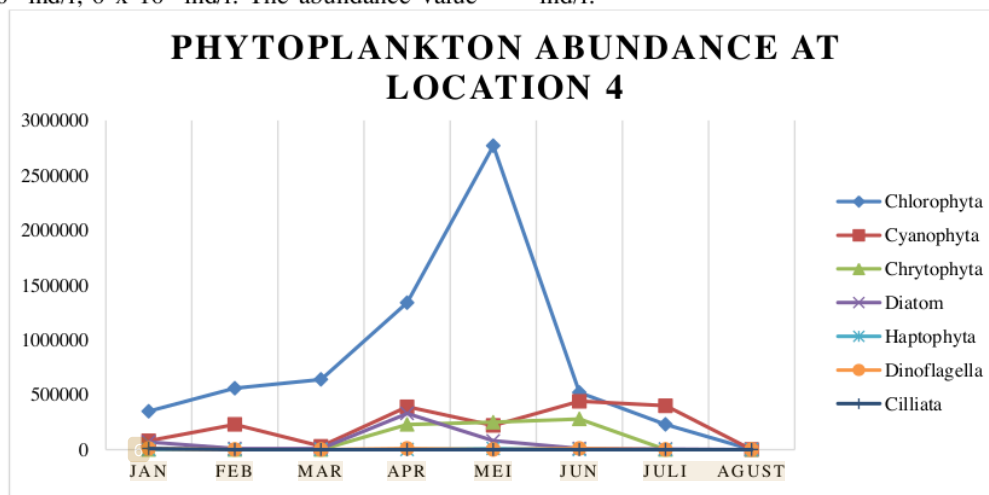 PHYTOPLANKTON ABUNDANCE AT
LOCATION 4
3000000
2500000
2000000
1500000
1000000
500000
0
JAN FEB MAR APR MEI JUN JULI AGUST
Chlorophyta
Cyanophyta
Chrytophyta
Diatom
Haptophyta
Dinoflagella
Cilliata